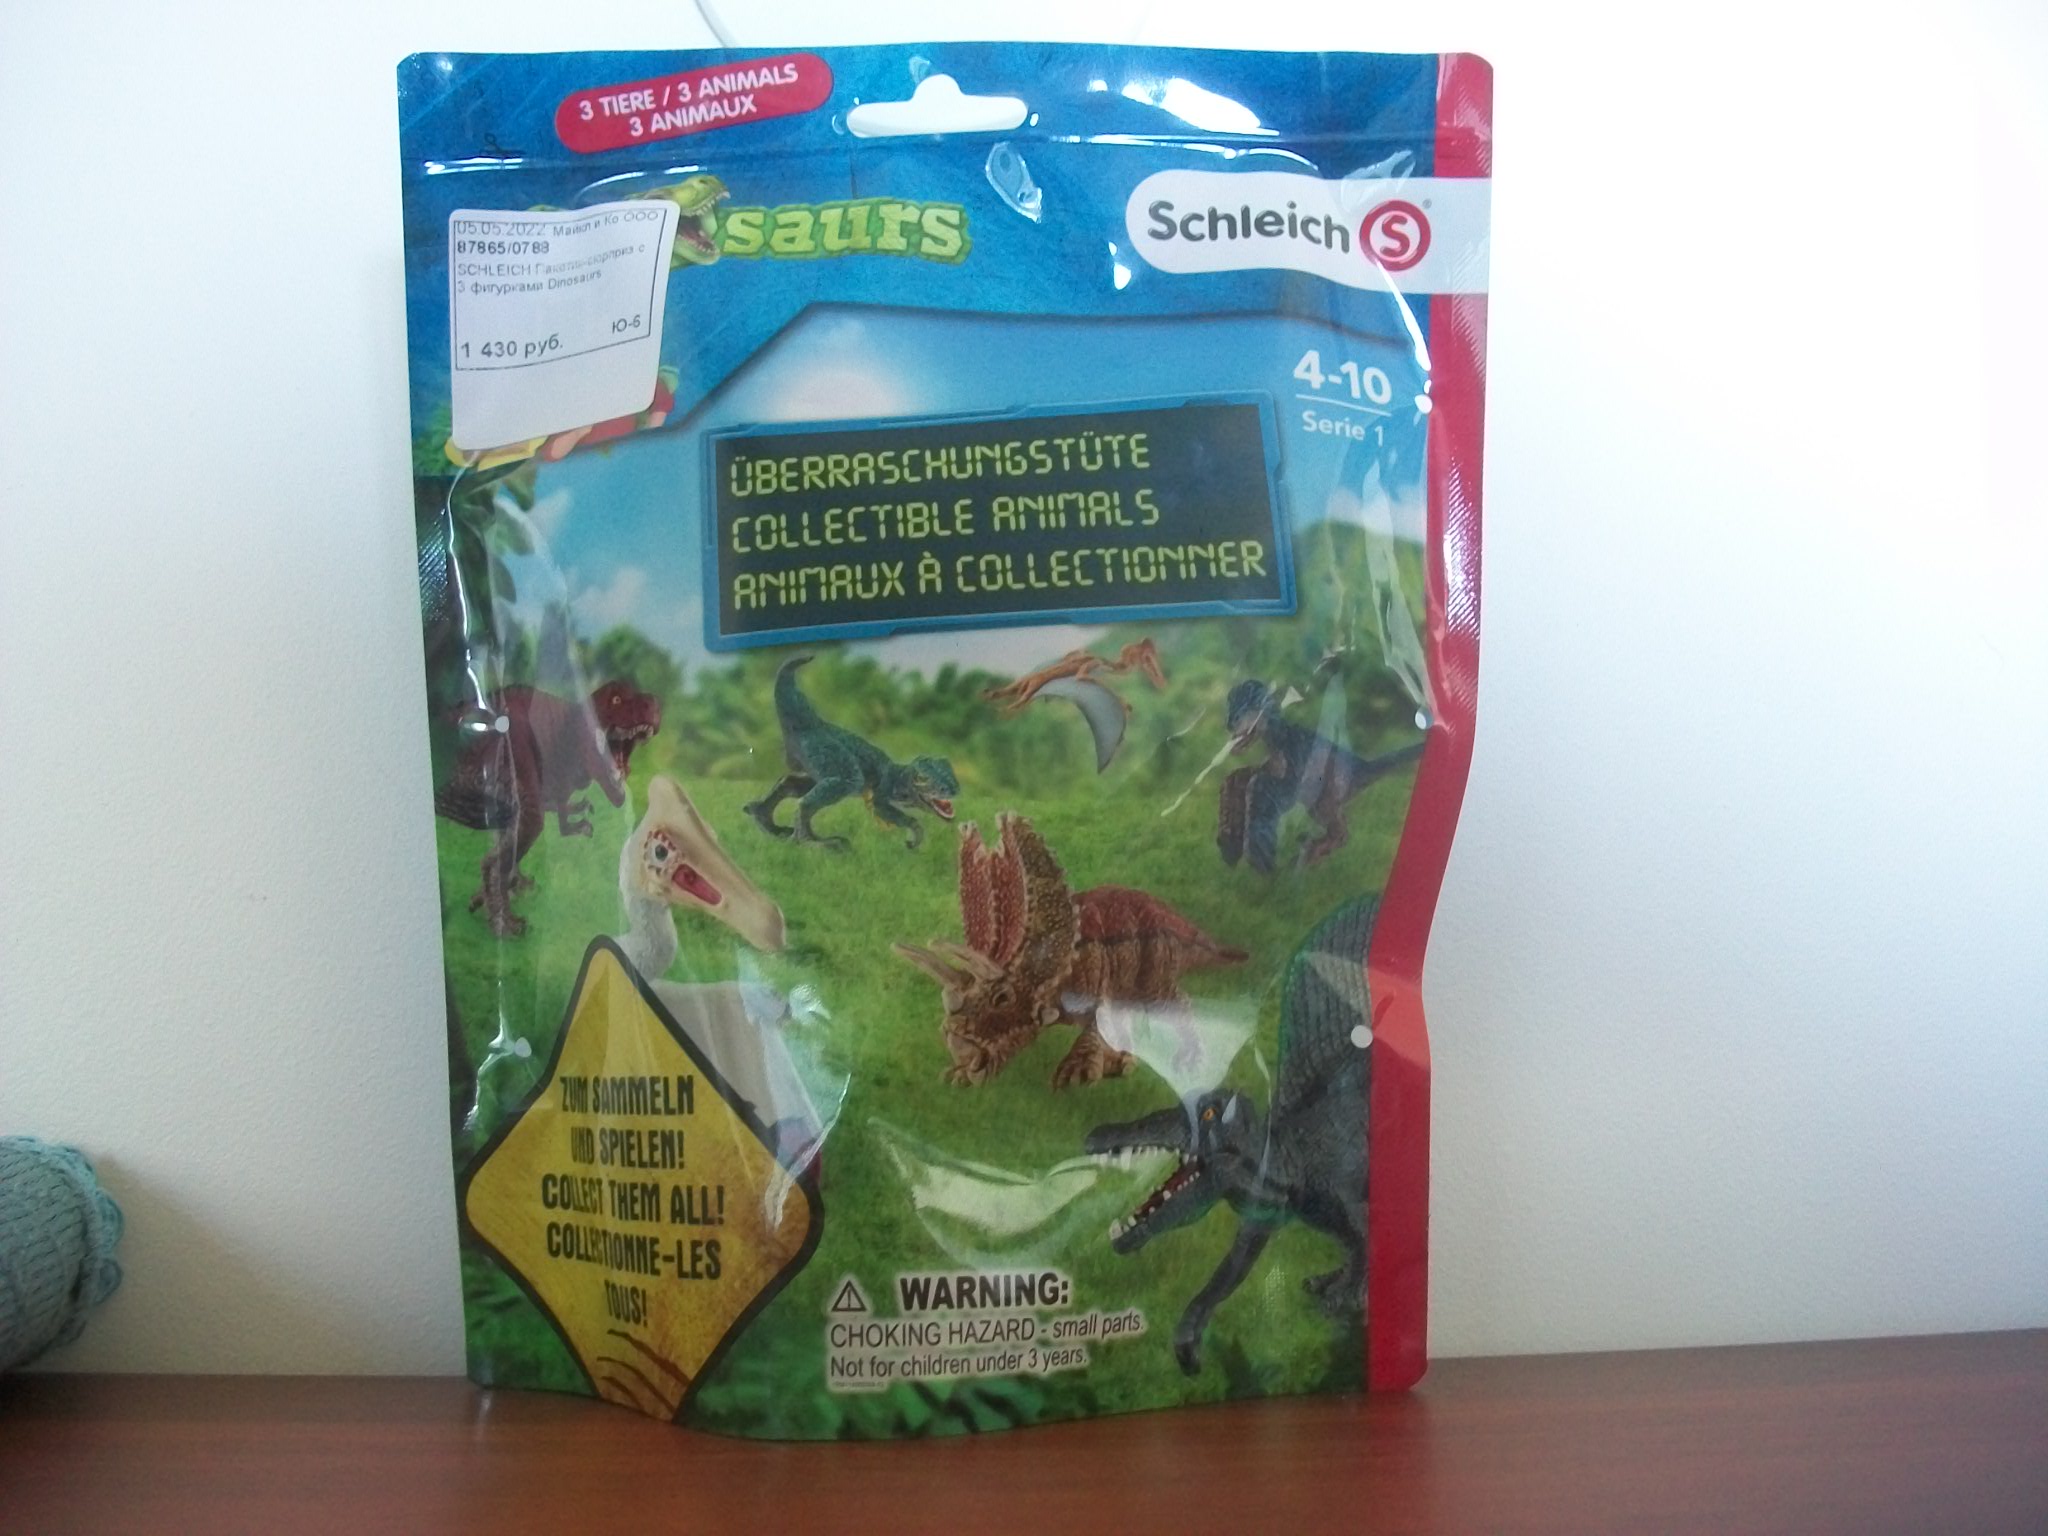 3 TIERE / 3 ANIMALS
3 ANIMAUX
saurs
Schleich S®
05.05.2022 Майкл и Ко ООО
87865/0788
SCHLEICH Пакетик-сюрприз с
3 фигурками Dinosaurs
Ю-6
1 430 руб.
4-10
Serie 1
ÜBERRASCHUNGSTÜTE
COLLECTIBLE ANIMALS
ANIMAUX À COLLECTIONNER
ZUM SAMMELN
UND SPIELEN!
COLLECT THEM ALL!
COLLECTIONNE-LES
TOUS!
WARNING:
CHOKING HAZARD - small parts.
Not for children under 3 years.